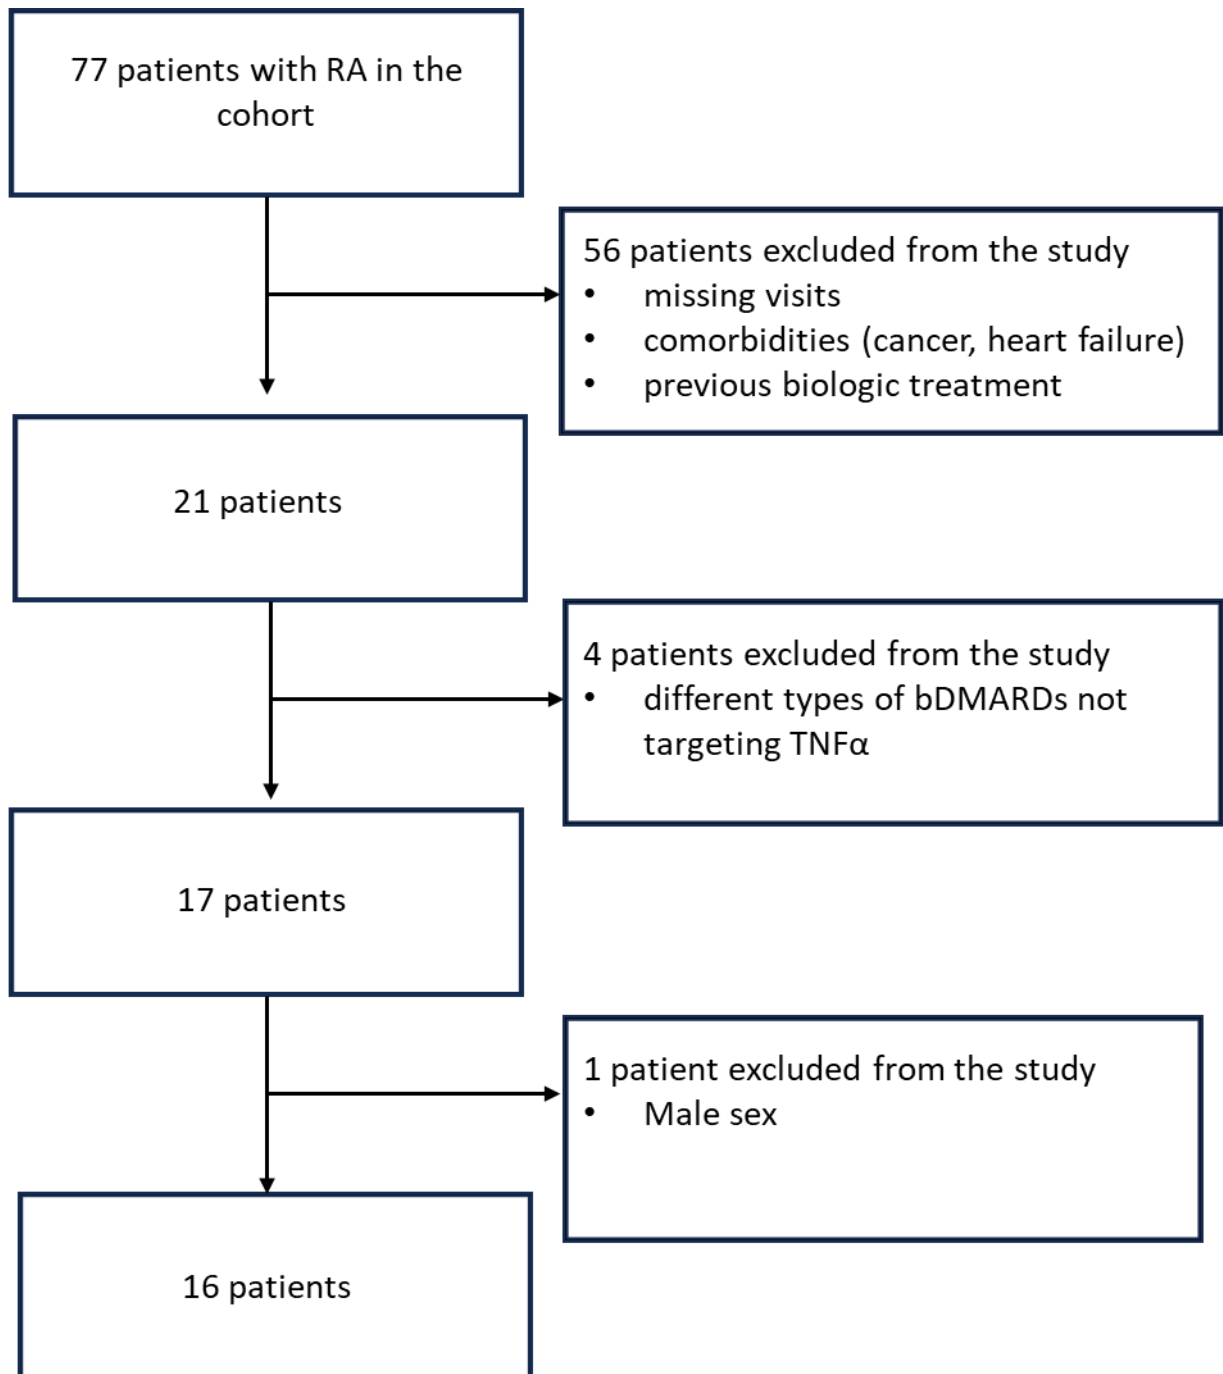 77 patients with RA in the
cohort
56 patients excluded from the study
• missing visits
• comorbidities (cancer, heart failure)
• previous biologic treatment
21 patients
4 patients excluded from the study
• different types of bDMARDs not
targeting TNFα
17 patients
1 patient excluded from the study
• Male sex
16 patients